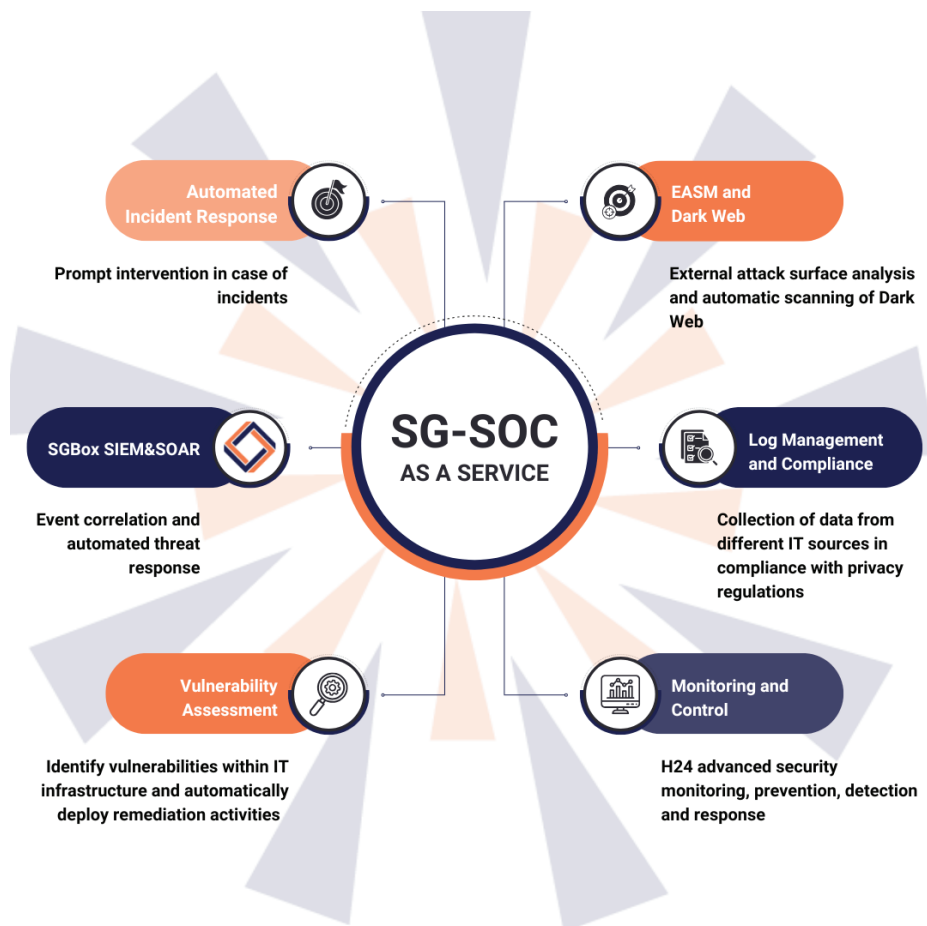 Automated
Incident Response
Prompt intervention in case of
incidents
EASM and
Dark Web
External attack surface analysis
and automatic scanning of Dark
Web
SG-SOC
AS A SERVICE
SGBox SIEM&SOAR
Event correlation and
automated threat
response
Log Management
and Compliance
Collection of data from
different IT sources in
compliance with privacy
regulations
Vulnerability
Assessment
Identify vulnerabilities within IT
infrastructure and automatically
deploy remediation activities
Monitoring and
Control
H24 advanced security
monitoring, prevention, detection
and response